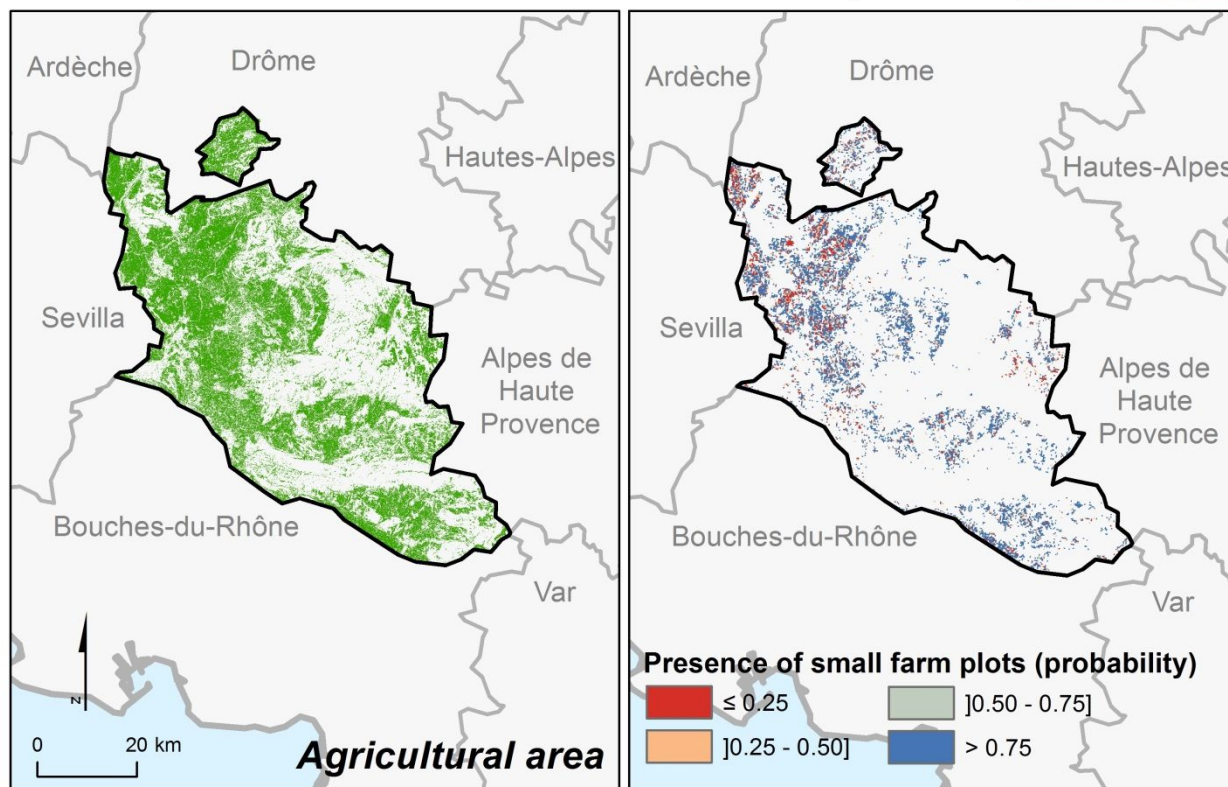 Ardèche
Drôme
Hautes-Alpes
Sevilla
Alpes de
Haute
Provence
Bouches-du-Rhône
Var
N
0 20 km
Agricultural area
Ardèche
Drôme
Hautes-Alpes
Sevilla
Alpes de
Haute
Provence
Bouches-du-Rhône
Var
Presence of small farm plots (probability)
≤ 0.25 ]0.50 - 0.75]
]0.25 - 0.50] > 0.75